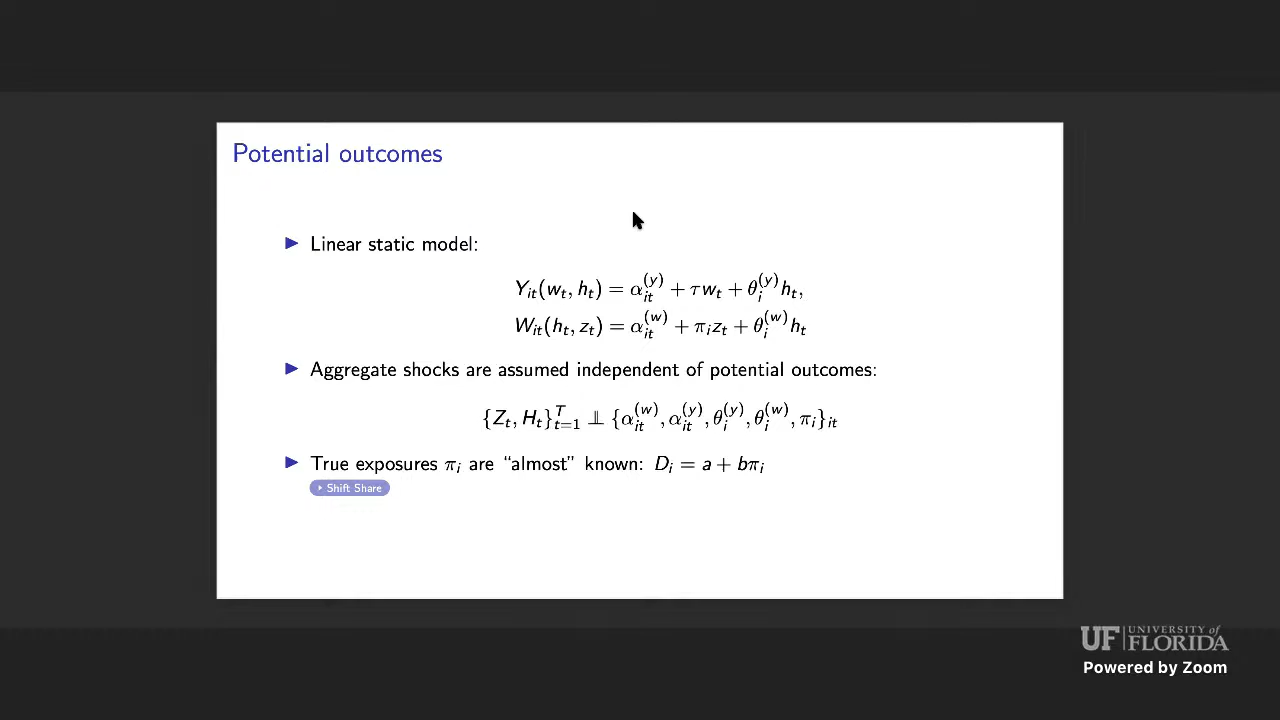 Potential outcomes
▶ Linear static model:
Y_{it}(w_t, h_t) = α_{it}^{(y)} + τw_t + θ_i^{(y)}h_t,
W_{it}(h_t, z_t) = α_{it}^{(w)} + π_i z_t + θ_i^{(w)}h_t
▶ Aggregate shocks are assumed independent of potential outcomes:
{Z_t, H_t}_{t=1}^T ⫫ {α_{it}^{(w)}, α_{it}^{(y)}, θ_i^{(y)}, θ_i^{(w)}, π_i}_{it}
▶ True exposures π_i are “almost” known: D_i = a + bπ_i
Shift Share
UF | UNIVERSITY of FLORIDA
Powered by Zoom